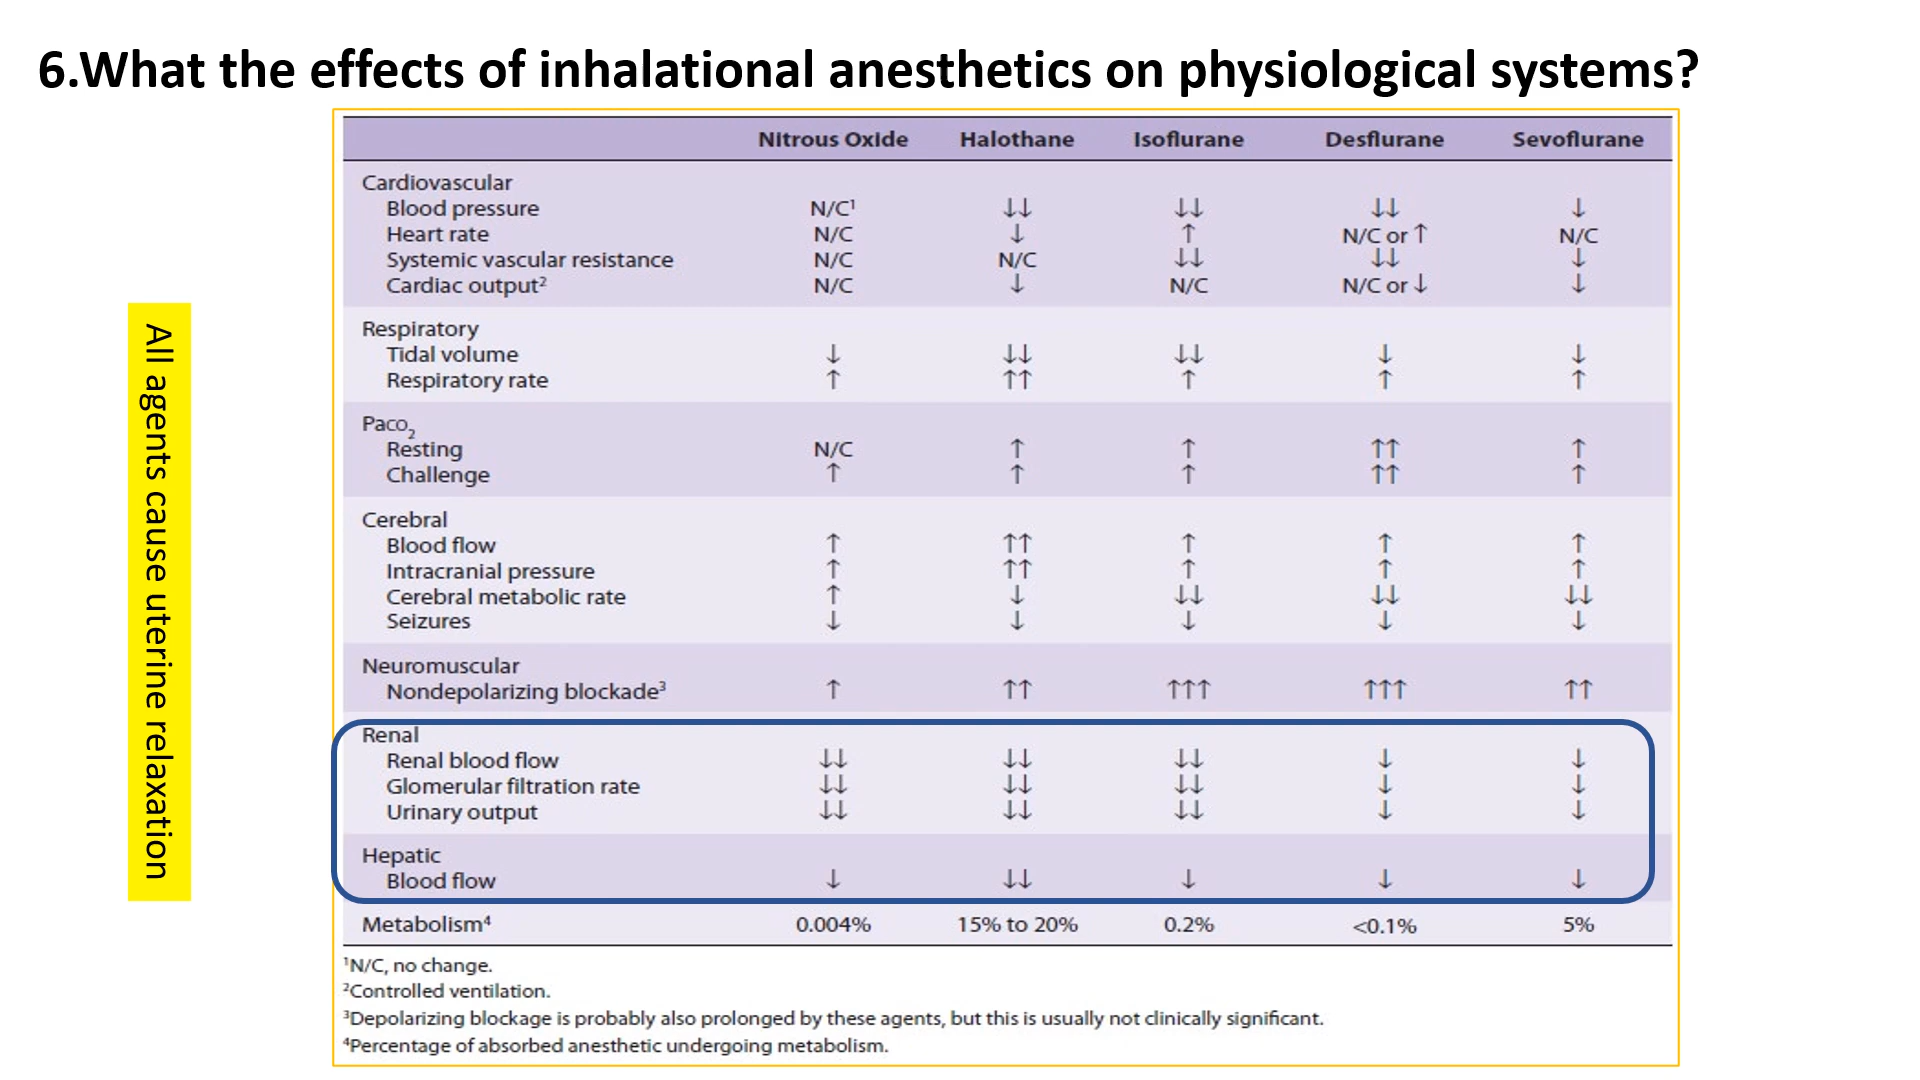 6.What the effects of inhalational anesthetics on physiological systems?
All agents cause uterine relaxation
Nitrous Oxide Halothane Isoflurane Desflurane Sevoflurane
Cardiovascular
Blood pressure N/C¹ ↓↓ ↓↓ ↓↓ ↓
Heart rate N/C ↓ ↑ N/C or ↑ N/C
Systemic vascular resistance N/C N/C ↓↓ ↓↓ ↓
Cardiac output² N/C ↓ N/C N/C or ↓ ↓
Respiratory
Tidal volume ↓ ↓↓ ↓↓ ↓ ↓
Respiratory rate ↑ ↑↑ ↑ ↑ ↑
Paco₂
Resting N/C ↑ ↑ ↑↑ ↑
Challenge ↑ ↑ ↑ ↑↑ ↑
Cerebral
Blood flow ↑ ↑↑ ↑ ↑ ↑
Intracranial pressure ↑ ↑↑ ↑ ↑ ↑
Cerebral metabolic rate ↑ ↓ ↓↓ ↓↓ ↓↓
Seizures ↓ ↓ ↓ ↓ ↓
Neuromuscular
Nondepolarizing blockade³ ↑ ↑↑ ↑↑↑ ↑↑↑ ↑↑
Renal
Renal blood flow ↓↓ ↓↓ ↓↓ ↓ ↓
Glomerular filtration rate ↓↓ ↓↓ ↓↓ ↓ ↓
Urinary output ↓↓ ↓↓ ↓↓ ↓ ↓
Hepatic
Blood flow ↓ ↓↓ ↓ ↓ ↓
Metabolism⁴ 0.004% 15% to 20% 0.2% <0.1% 5%
¹N/C, no change.
²Controlled ventilation.
³Depolarizing blockage is probably also prolonged by these agents, but this is usually not clinically significant.
⁴Percentage of absorbed anesthetic undergoing metabolism.